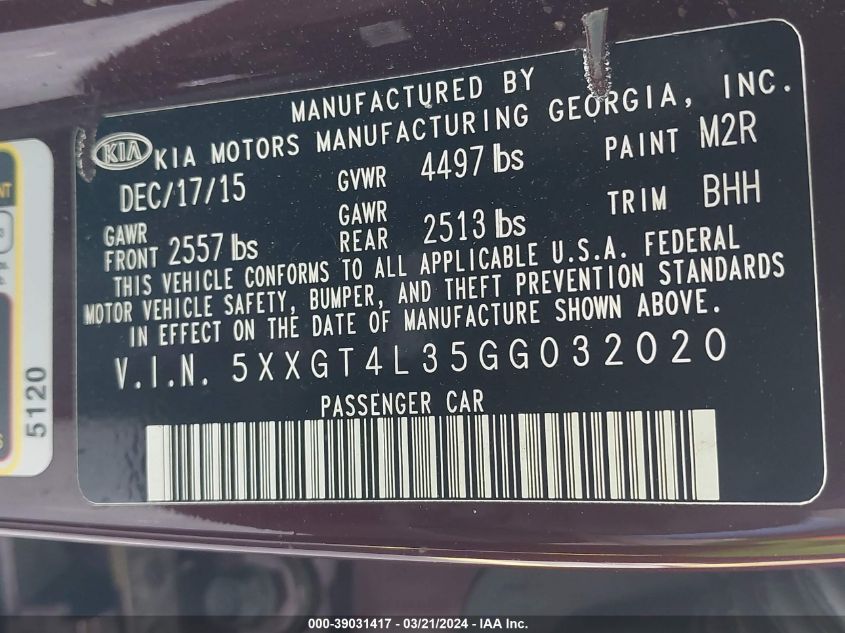 MANUFACTURED BY
KIA KIA MOTORS MANUFACTURING GEORGIA, INC.
DEC/17/15 GVWR 4497 lbs PAINT M2R
GAWR FRONT 2557 lbs GAWR REAR 2513 lbs TRIM BHH
THIS VEHICLE CONFORMS TO ALL APPLICABLE U.S.A. FEDERAL
MOTOR VEHICLE SAFETY, BUMPER, AND THEFT PREVENTION STANDARDS
IN EFFECT ON THE DATE OF MANUFACTURE SHOWN ABOVE.
V.I.N. 5XXGT4L35GG032020
PASSENGER CAR
5120
000-39031417 - 03/21/2024 - IAA Inc.